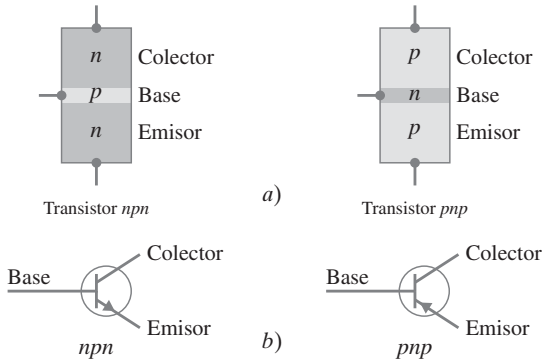 n Colector
p Base
n Emisor
Transistor npn
p Colector
n Base
p Emisor
Transistor pnp
a)
Colector
Base
Emisor
npn
Colector
Base
Emisor
pnp
b)